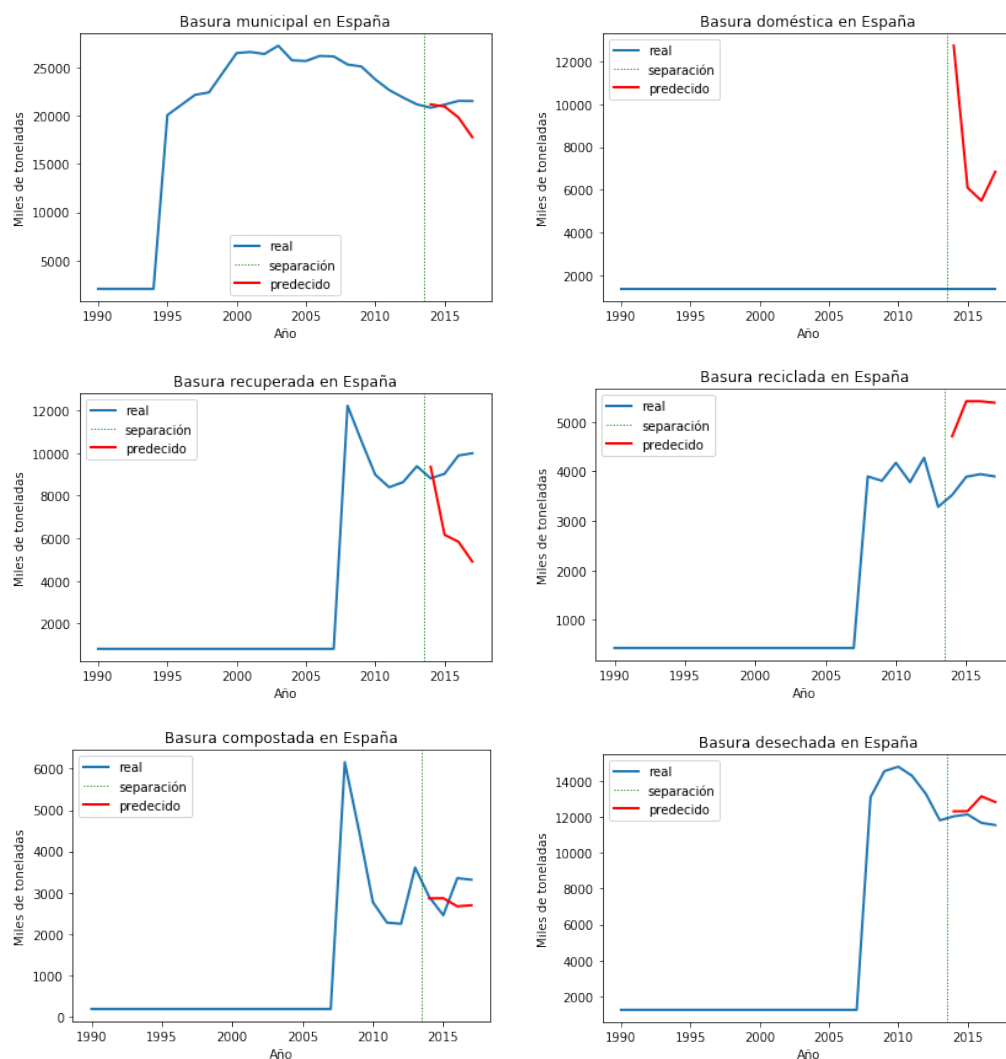 Basura municipal en España
Miles de toneladas
25000
20000
15000
10000
5000
real
separación
predecido
1990
1995
2000
2005
2010
2015
Año
Basura doméstica en España
Miles de toneladas
12000
10000
8000
6000
4000
2000
real
separación
predecido
1990
1995
2000
2005
2010
2015
Año
Basura recuperada en España
Miles de toneladas
12000
10000
8000
6000
4000
2000
real
separación
predecido
1990
1995
2000
2005
2010
2015
Año
Basura reciclada en España
Miles de toneladas
5000
4000
3000
2000
1000
real
separación
predecido
1990
1995
2000
2005
2010
2015
Año
Basura compostada en España
Miles de toneladas
6000
5000
4000
3000
2000
1000
0
real
separación
predecido
1990
1995
2000
2005
2010
2015
Año
Basura desechada en España
Miles de toneladas
14000
12000
10000
8000
6000
4000
2000
real
separación
predecido
1990
1995
2000
2005
2010
2015
Año